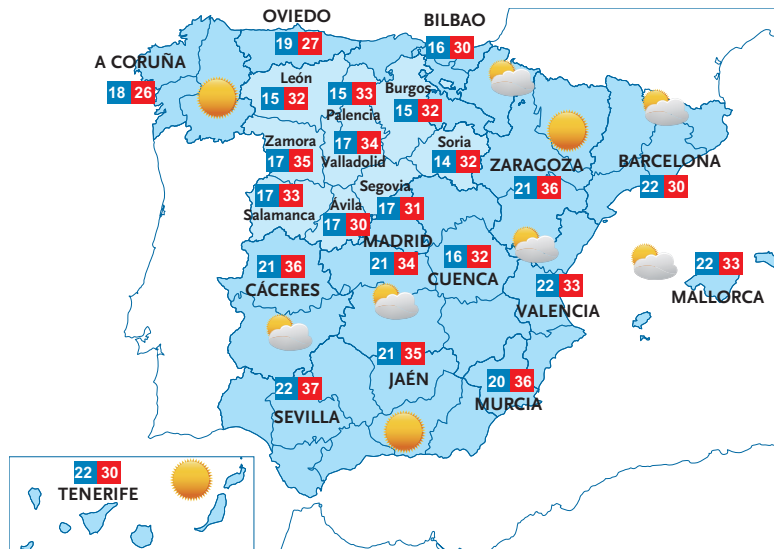 OVIEDO
19 27
BILBAO
16 30
A CORUÑA
18 26
León
15 32
15 33
Palencia
Burgos
15 32
Zamora
17 35
17 34
Valladolid
Soria
14 32
ZARAGOZA
21 36
BARCELONA
22 30
17 33
Salamanca
Ávila
17 30
Segovia
17 31
MADRID
21 34
16 32
CUENCA
21 36
CÁCERES
22 33
VALENCIA
22 33
MALLORCA
21 35
JAÉN
22 37
SEVILLA
20 36
MURCIA
22 30
TENERIFE